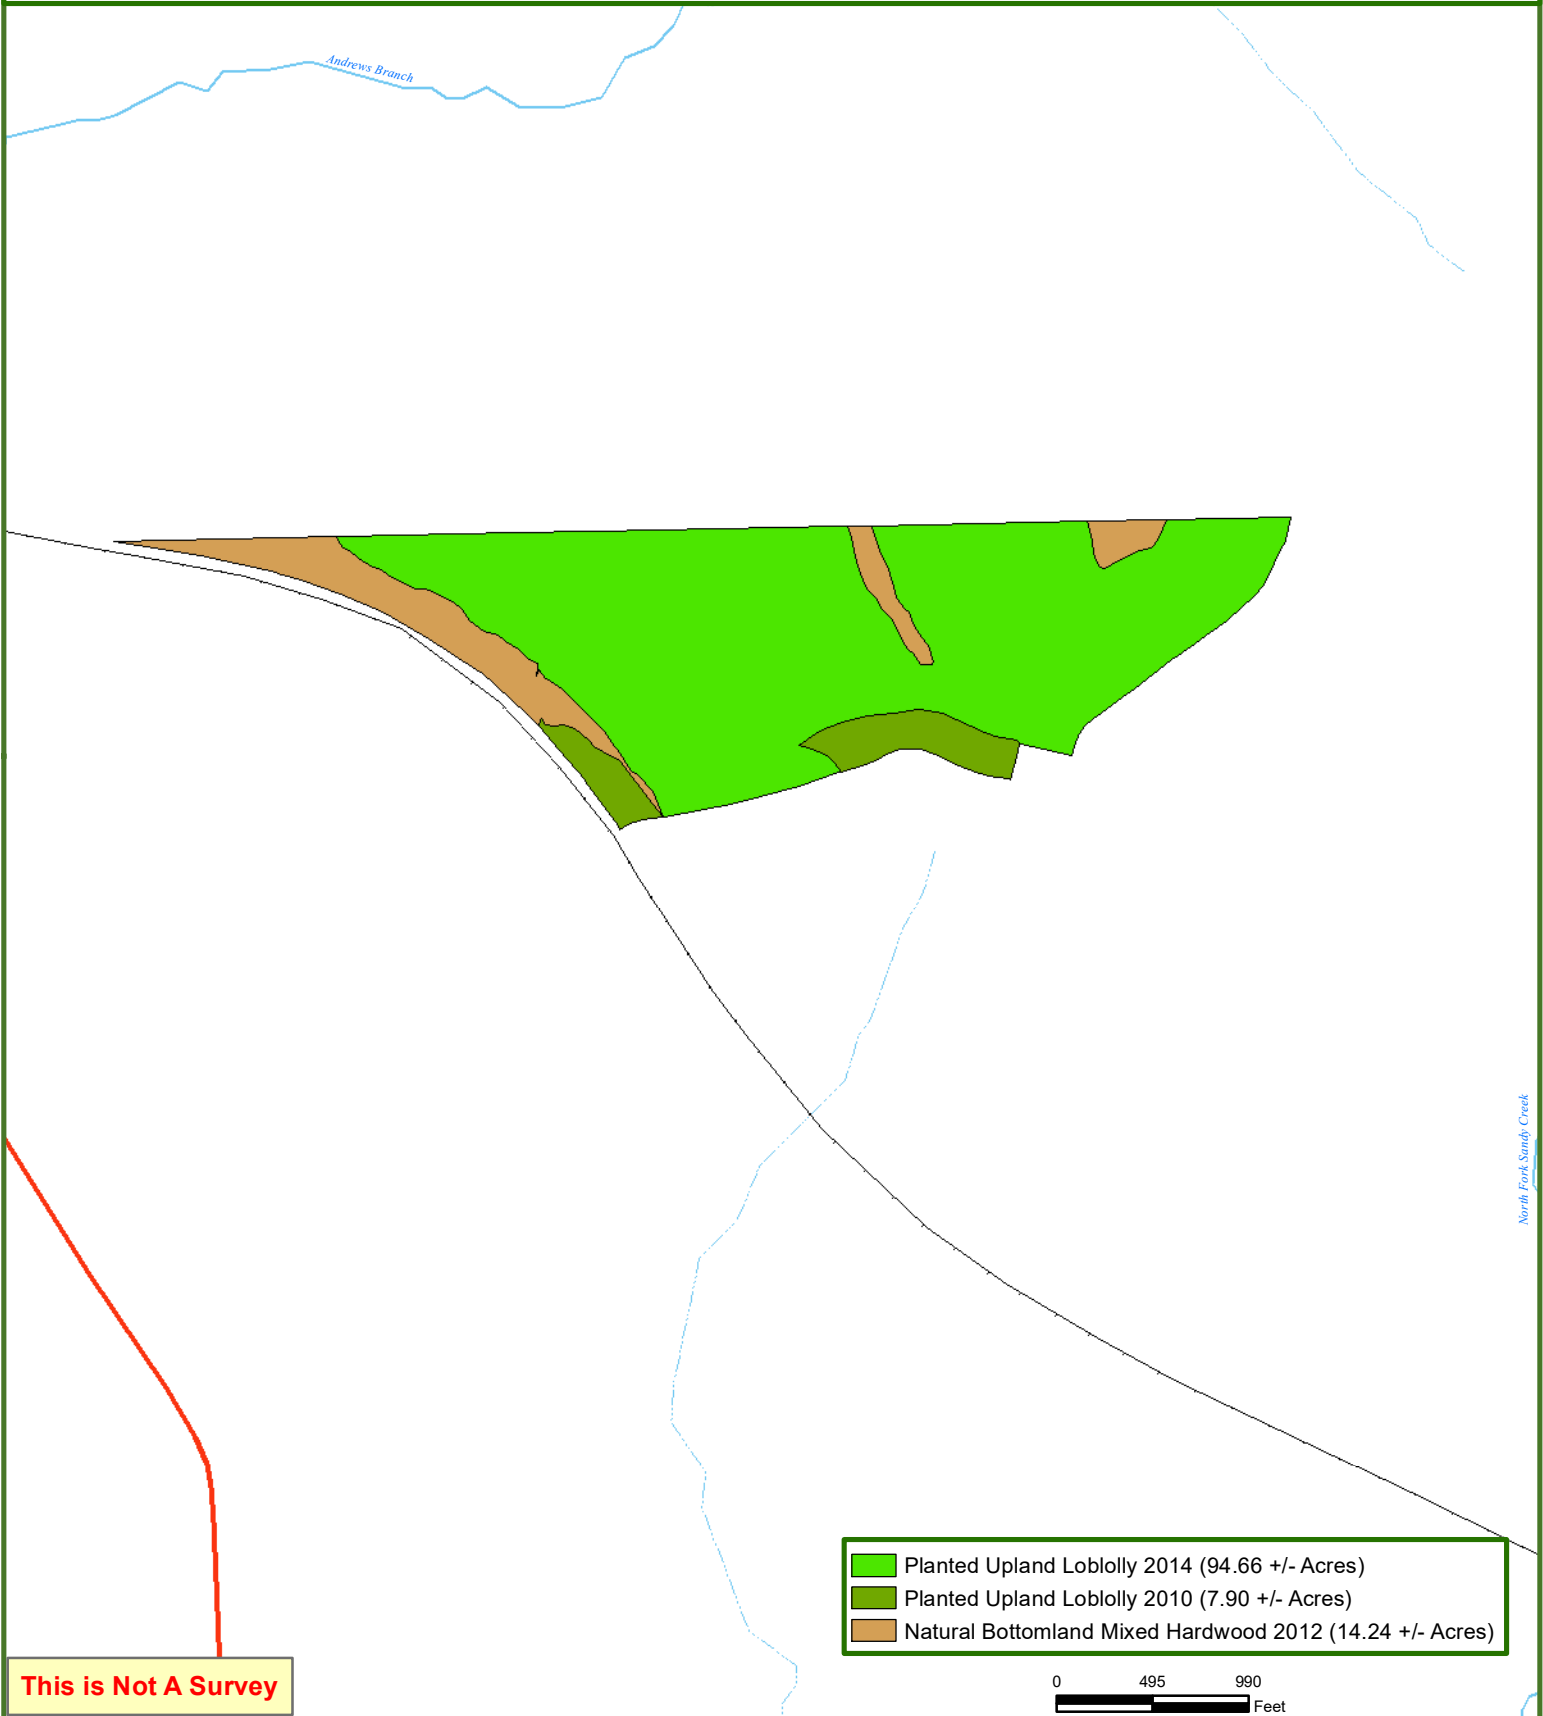 Andrews Branch
North Fork Sandy Creek
Planted Upland Loblolly 2014 (94.66 +/- Acres)
Planted Upland Loblolly 2010 (7.90 +/- Acres)
Natural Bottomland Mixed Hardwood 2012 (14.24 +/- Acres)
This is Not A Survey
0 495 990
Feet